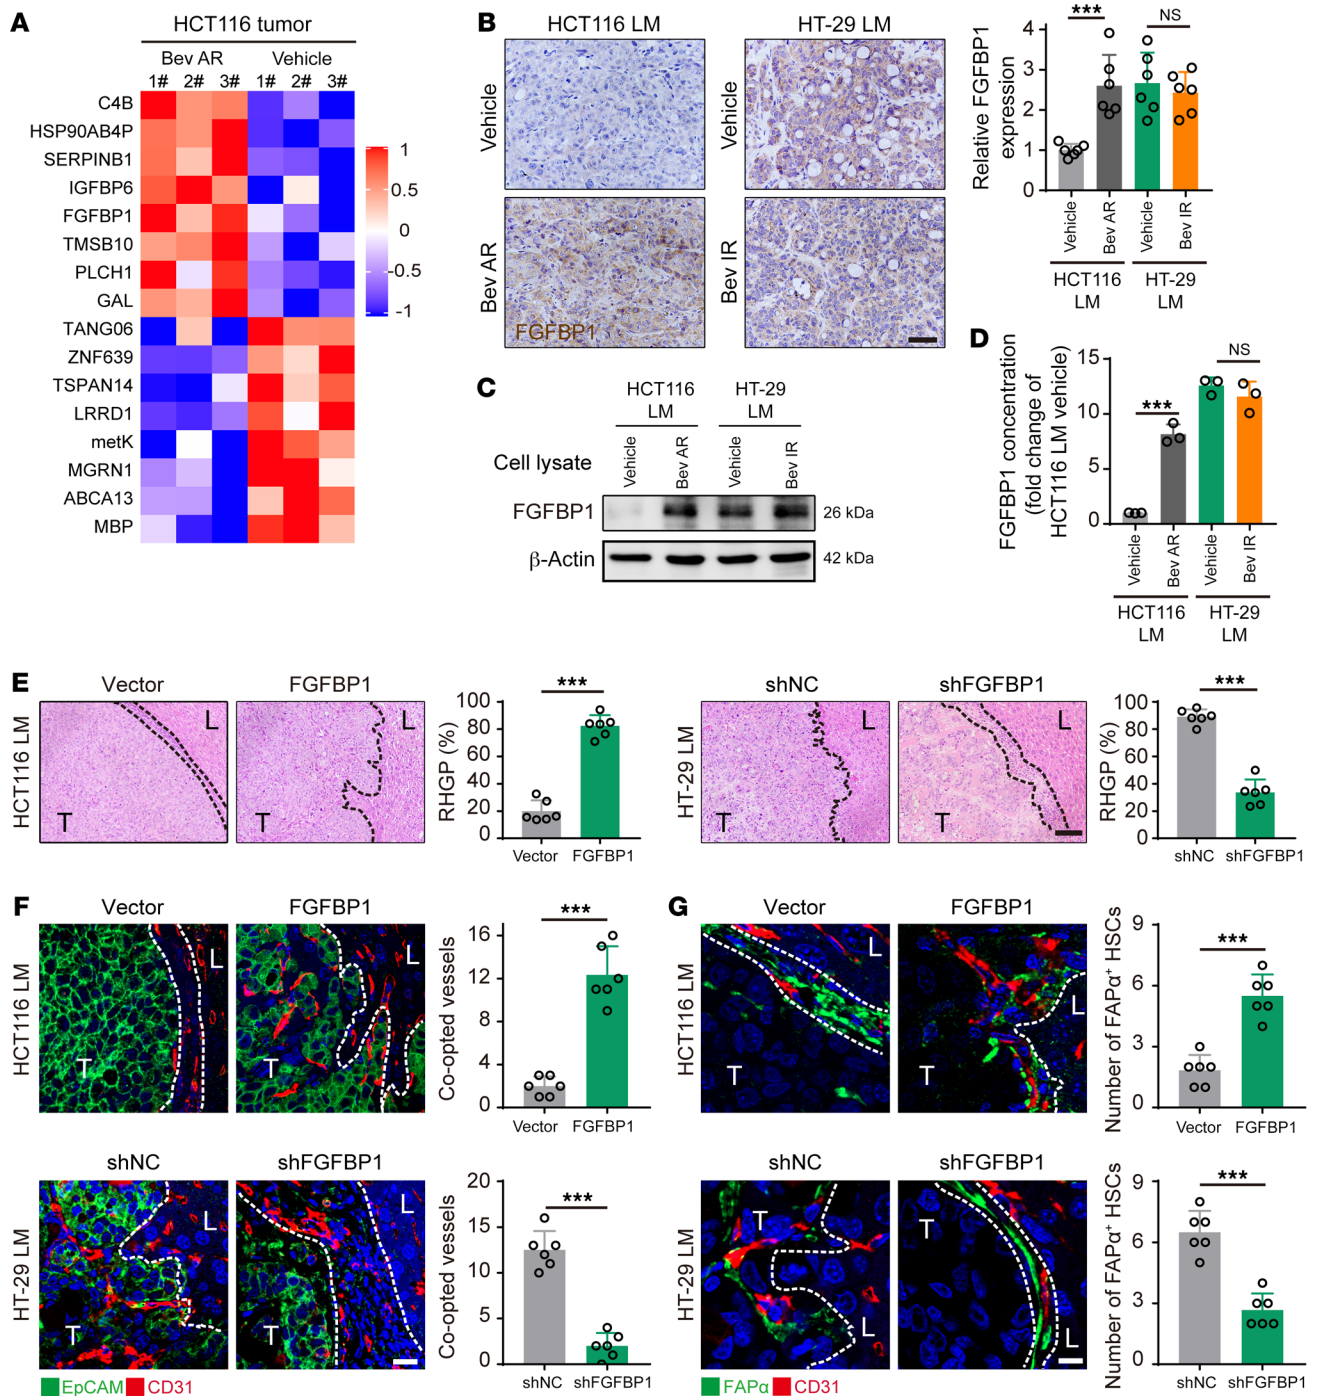 A
HCT116 tumor
Bev AR
Vehicle
1# 2# 3# 1# 2# 3#
C4B
HSP90AB4P
SERPINB1
IGFBP6
FGFBP1
TMSB10
PLCH1
GAL
TANG06
ZNF639
TSPAN14
LRRD1
metK
MGRN1
ABCA13
MBP
1
0.5
0
-0.5
-1
B
HCT116 LM
HT-29 LM
Vehicle
Vehicle
Bev AR
Bev IR
FGFBP1
Relative FGFBP1
expression
4
3
2
1
0
***
NS
Vehicle
Bev AR
Vehicle
Bev IR
HCT116
LM
HT-29
LM
C
HCT116
LM
HT-29
LM
Cell lysate
Vehicle
Bev AR
Vehicle
Bev IR
FGFBP1
26 kDa
β-Actin
42 kDa
D
FGFBP1 concentration
(fold change of
HCT116 LM vehicle)
15
10
5
0
***
NS
Vehicle
Bev AR
Vehicle
Bev IR
HCT116
LM
HT-29
LM
E
Vector
FGFBP1
HCT116 LM
T
L
T
L
RHGP (%)
100
80
60
40
20
0
***
Vector
FGFBP1
shNC
shFGFBP1
HT-29 LM
T
L
T
L
RHGP (%)
100
80
60
40
20
0
***
shNC
shFGFBP1
F
Vector
FGFBP1
HCT116 LM
T
L
T
L
Co-opted vessels
16
12
8
4
0
***
Vector
FGFBP1
shNC
shFGFBP1
HT-29 LM
T
L
T
L
Co-opted vessels
20
15
10
5
0
***
shNC
shFGFBP1
EpCAM CD31
G
Vector
FGFBP1
HCT116 LM
T
L
T
L
Number of FAPα⁺ HSCs
9
6
3
0
***
Vector
FGFBP1
shNC
shFGFBP1
HT-29 LM
T
L
T
L
Number of FAPα⁺ HSCs
9
6
3
0
***
shNC
shFGFBP1
FAPα CD31